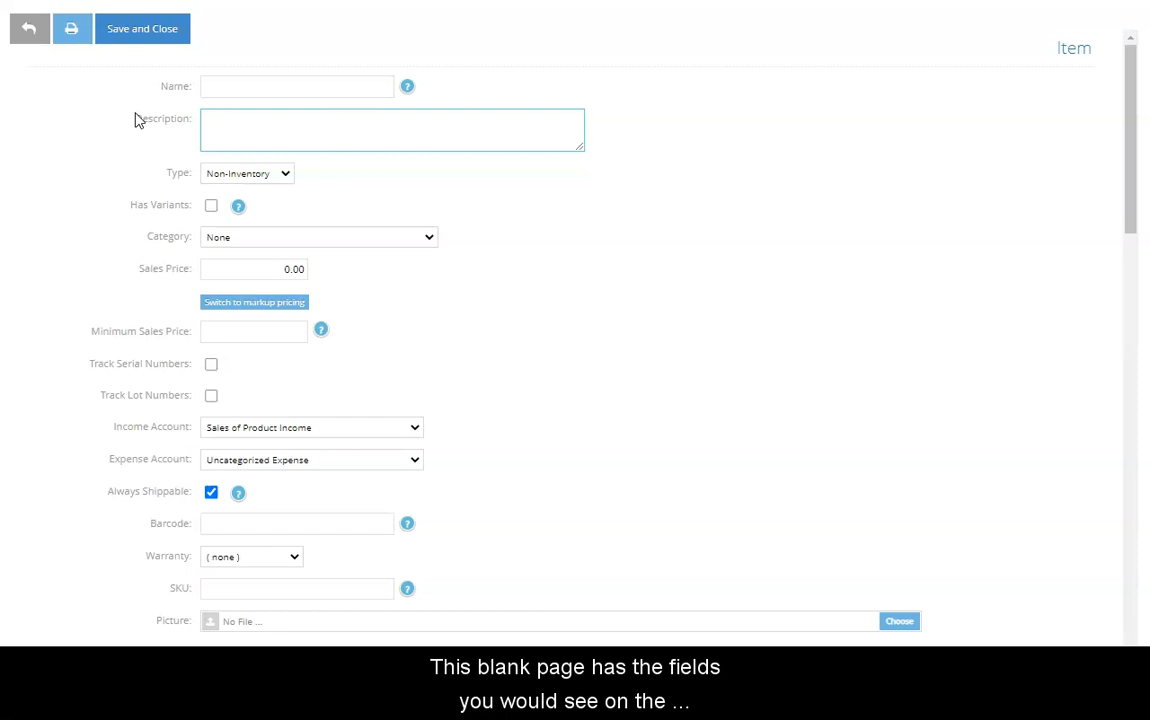 Save and Close
Item
Name:
?
Description:
Type: Non-Inventory
Has Variants: ?
Category: None
Sales Price: 0.00
Switch to markup pricing
Minimum Sales Price: ?
Track Serial Numbers:
Track Lot Numbers:
Income Account: Sales of Product Income
Expense Account: Uncategorized Expense
Always Shippable: ?
Barcode: ?
Warranty: ( none )
SKU: ?
Picture: No File ... Choose
This blank page has the fields
you would see on the ...